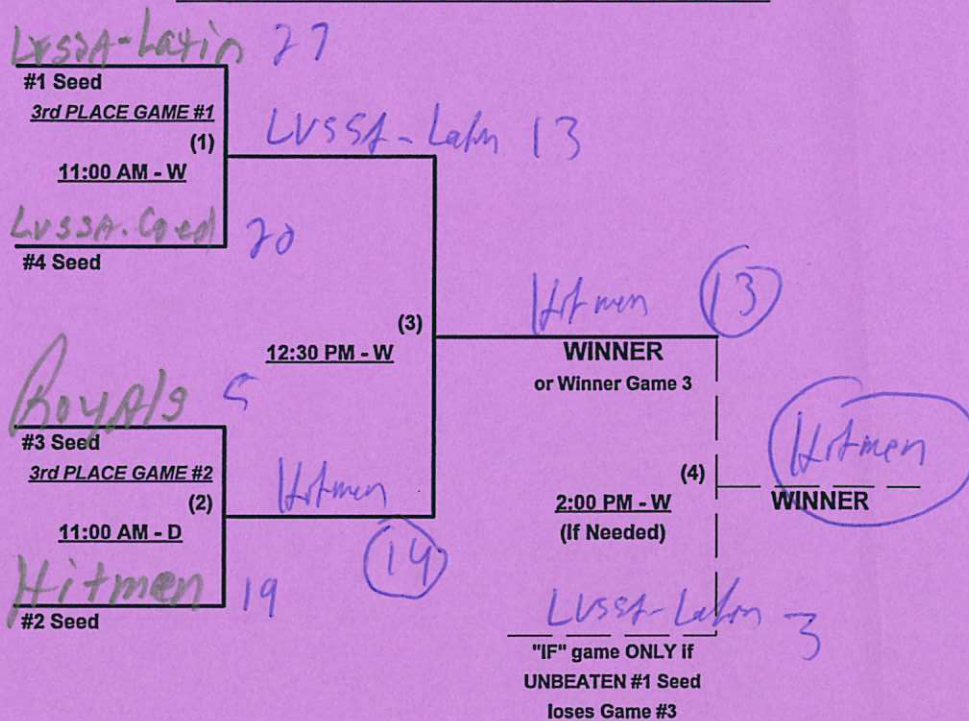 LVSSA-Latin 27
#1 Seed
3rd PLACE GAME #1
(1)
11:00 AM - W
LVSSA-Latin 13
LVSSA-Coed 20
#4 Seed
(3)
12:30 PM - W
Hitmen 13
WINNER
or Winner Game 3
Royals 5
#3 Seed
3rd PLACE GAME #2
(2)
11:00 AM - D
Hitmen
14
Hitmen 19
#2 Seed
(4)
2:00 PM - W
(If Needed)
Hitmen
WINNER
LVSSA-Latin 3
"IF" game ONLY if
UNBEATEN #1 Seed
loses Game #3